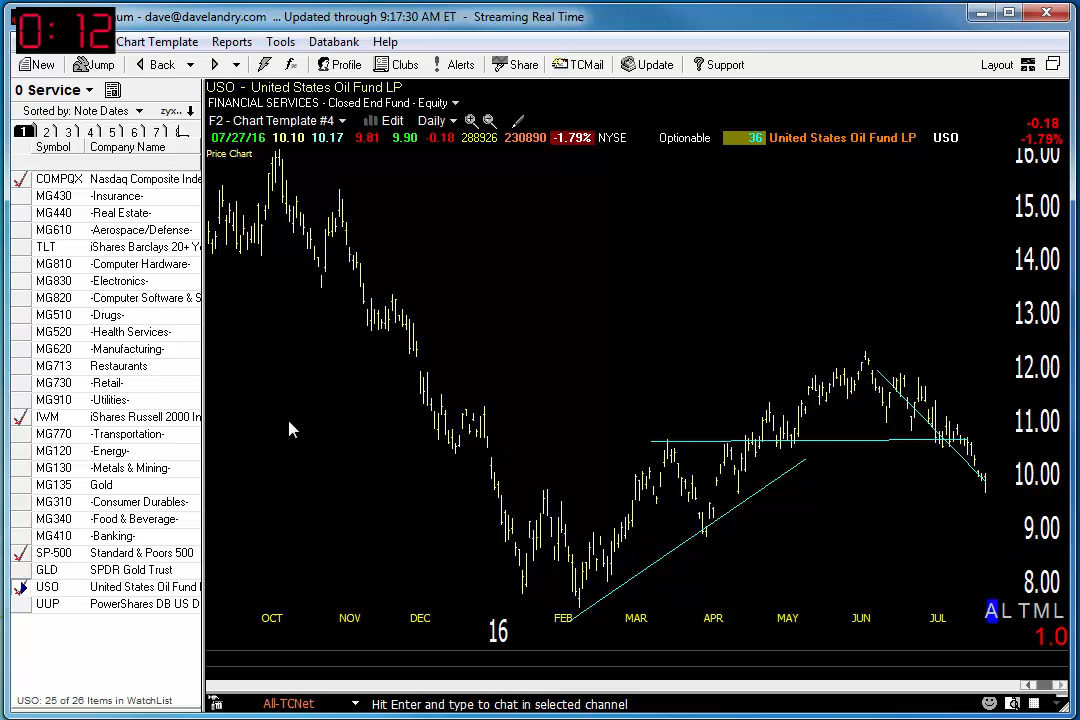 0:12
um - dave@davelandry.com ... Updated through 9:17:30 AM ET - Streaming Real Time
Chart Template Reports Tools Databank Help
New Jump Back Profile Clubs Alerts Share TCMail Update Support Layout
0 Service
Sorted by: Note Dates zyx..
1 2 3 4 5 6 7
Symbol Company Name
COMPQX Nasdaq Composite Inde
MG430 -Insurance-
MG440 -Real Estate-
MG610 -Aerospace/Defense-
TLT iShares Barclays 20+ Y
MG810 -Computer Hardware-
MG830 -Electronics-
MG820 -Computer Software & S
MG510 -Drugs-
MG520 -Health Services-
MG620 -Manufacturing-
MG713 Restaurants
MG730 -Retail-
MG910 -Utilities-
IWM iShares Russell 2000 In
MG770 -Transportation-
MG120 -Energy-
MG130 -Metals & Mining-
MG135 Gold
MG310 -Consumer Durables-
MG340 -Food & Beverage-
MG410 -Banking-
SP-500 Standard & Poors 500
GLD SPDR Gold Trust
USO United States Oil Fund
UUP PowerShares DB US D
USO: 25 of 26 Items in WatchList
USO - United States Oil Fund LP
FINANCIAL SERVICES - Closed End Fund - Equity
F2 - Chart Template #4 Edit Daily
07/27/16 10.10 10.17 9.81 9.90 -0.18 288926 230890 -1.79% NYSE Optionable 36 United States Oil Fund LP USO
-0.18
-1.79%
Price Chart
16.00
15.00
14.00
13.00
12.00
11.00
10.00
9.00
8.00
A L T M L
1.0
OCT NOV DEC 16 FEB MAR APR MAY JUN JUL
All-TCNet Hit Enter and type to chat in selected channel